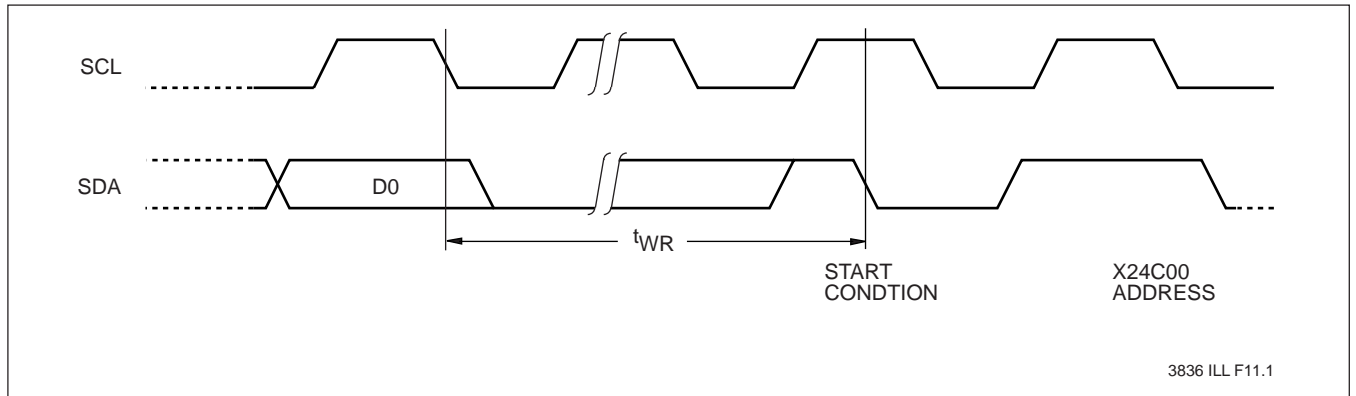 SCL
SDA
D0
tWR
START
CONDTION
X24C00
ADDRESS
3836 ILL F11.1